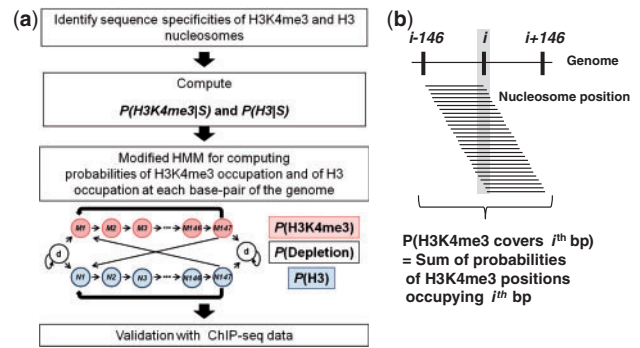 (a)
Identify sequence specificities of H3K4me3 and H3
nucleosomes
Compute
P(H3K4me3|S) and P(H3|S)
Modified HMM for computing
probabilities of H3K4me3 occupation and of H3
occupation at each base-pair of the genome
M1 M2 M3 M146 M147
d d
N1 N2 N3 N146 N147
P(H3K4me3)
P(Depletion)
P(H3)
Validation with ChIP-seq data
(b)
i-146 i i+146
Genome
Nucleosome position
P(H3K4me3 covers ith bp)
= Sum of probabilities
of H3K4me3 positions
occupying ith bp